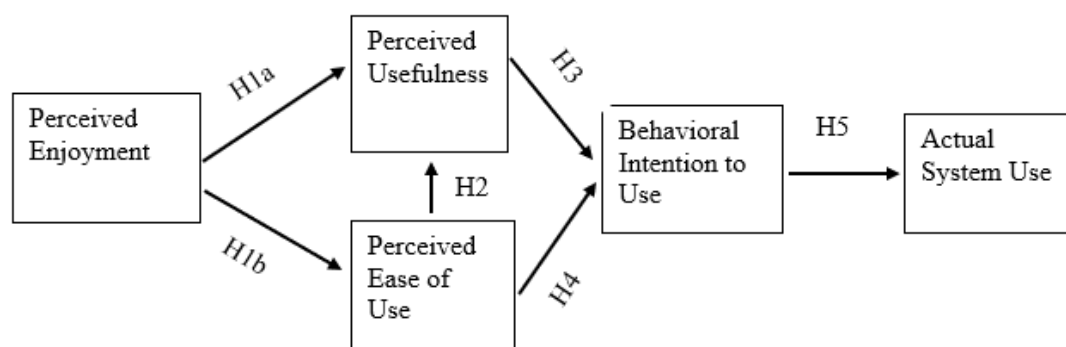 Perceived
Enjoyment
H1a
H1b
Perceived
Usefulness
H2
Perceived
Ease of
Use
H3
H4
Behavioral
Intention to
Use
H5
Actual
System Use